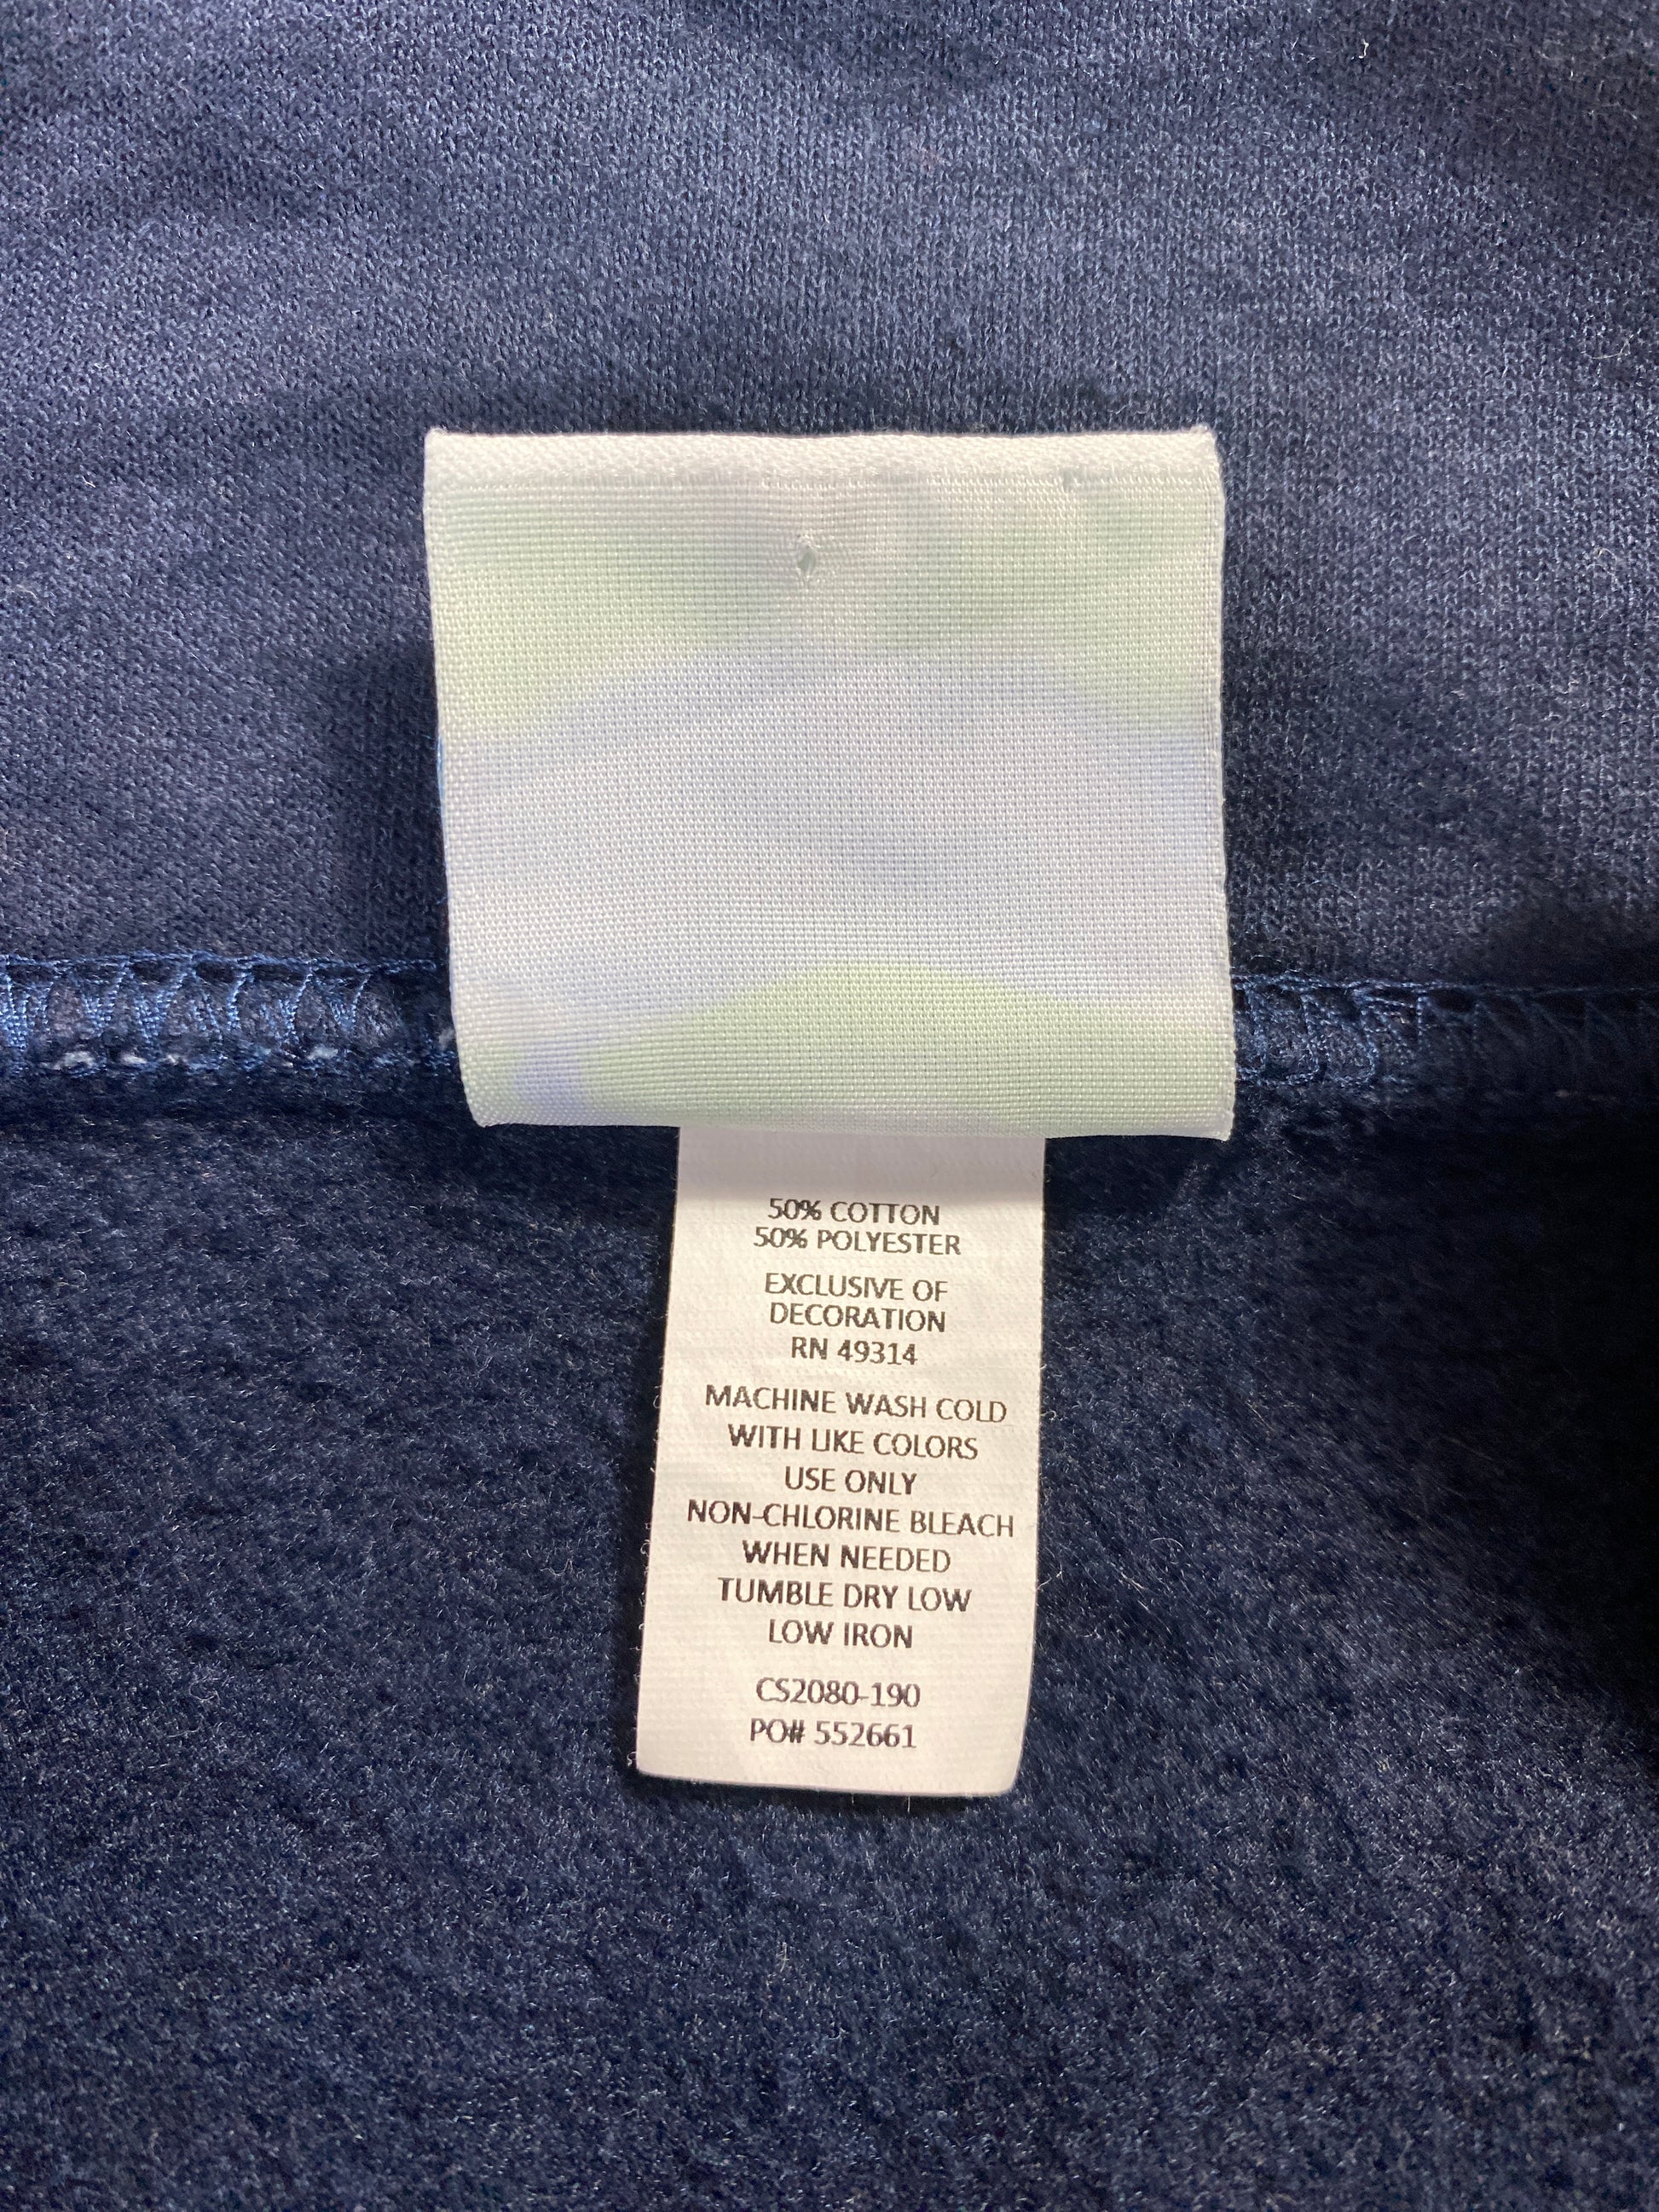 50% COTTON
50% POLYESTER
EXCLUSIVE OF
DECORATION
RN 49314
MACHINE WASH COLD
WITH LIKE COLORS
USE ONLY
NON-CHLORINE BLEACH
WHEN NEEDED
TUMBLE DRY LOW
LOW IRON
CS2080-190
PO# 552661